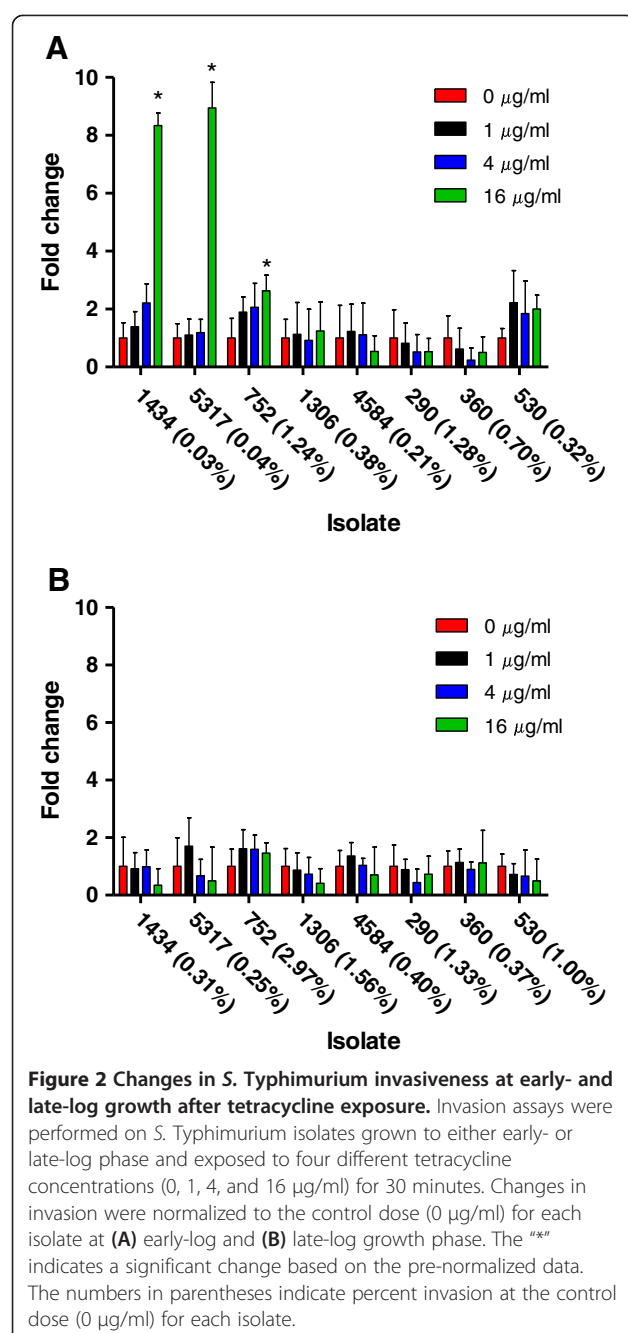 A
10
8
6
4
2
0
Fold change
*
*
*
0 μg/ml
1 μg/ml
4 μg/ml
16 μg/ml
1434 (0.03%)
5317 (0.04%)
752 (1.24%)
1306 (0.38%)
4584 (0.21%)
290 (1.28%)
360 (0.70%)
530 (0.32%)
Isolate
B
10
8
6
4
2
0
Fold change
0 μg/ml
1 μg/ml
4 μg/ml
16 μg/ml
1434 (0.31%)
5317 (0.25%)
752 (2.97%)
1306 (1.56%)
4584 (0.40%)
290 (1.33%)
360 (0.37%)
530 (1.00%)
Isolate
Figure 2 Changes in S. Typhimurium invasiveness at early- and
late-log growth after tetracycline exposure. Invasion assays were
performed on S. Typhimurium isolates grown to either early- or
late-log phase and exposed to four different tetracycline
concentrations (0, 1, 4, and 16 μg/ml) for 30 minutes. Changes in
invasion were normalized to the control dose (0 μg/ml) for each
isolate at (A) early-log and (B) late-log growth phase. The “*”
indicates a significant change based on the pre-normalized data.
The numbers in parentheses indicate percent invasion at the control
dose (0 μg/ml) for each isolate.